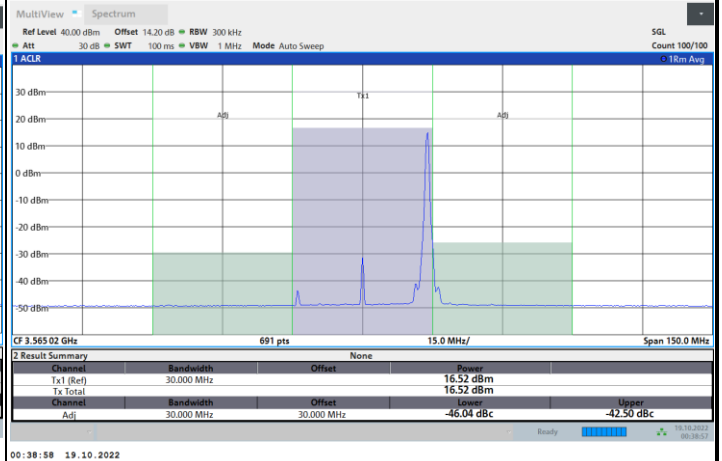 MultiView Spectrum
Ref Level 40.00 dBm Offset 14.20 dB RBW 300 kHz SGL
Att 30 dB SWT 100 ms VBW 1 MHz Mode Auto Sweep Count 100/100
1 ACLR 1Rm Avg
30 dBm
Tx1
20 dBm
Adj Adj
10 dBm
0 dBm
-10 dBm
-20 dBm
-30 dBm
-40 dBm
-50 dBm
CF 3.56502 GHz 691 pts 15.0 MHz/ Span 150.0 MHz
2 Result Summary None
Channel Bandwidth Offset Power
Tx1 (Ref) 30.000 MHz 16.52 dBm
Tx Total 16.52 dBm
Channel Bandwidth Offset Lower Upper
Adj 30.000 MHz 30.000 MHz -46.04 dBc -42.50 dBc
Ready 19.10.2022
00:38:57
00:38:58 19.10.2022